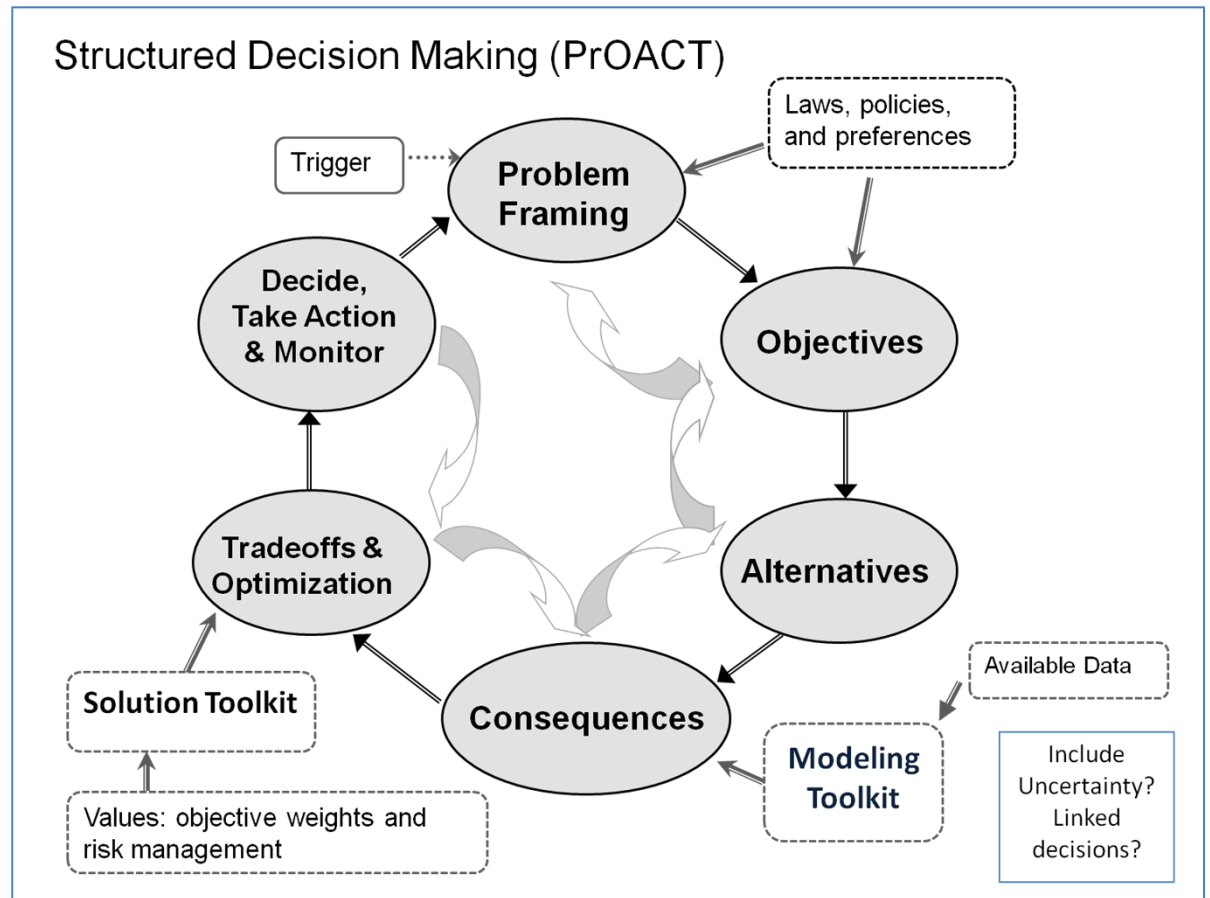 Structured Decision Making (PrOACT)
Trigger
Laws, policies,
and preferences
Problem
Framing
Decide,
Take Action
& Monitor
Objectives
Tradeoffs &
Optimization
Alternatives
Consequences
Solution Toolkit
Values: objective weights and
risk management
Available Data
Modeling
Toolkit
Include
Uncertainty?
Linked
decisions?